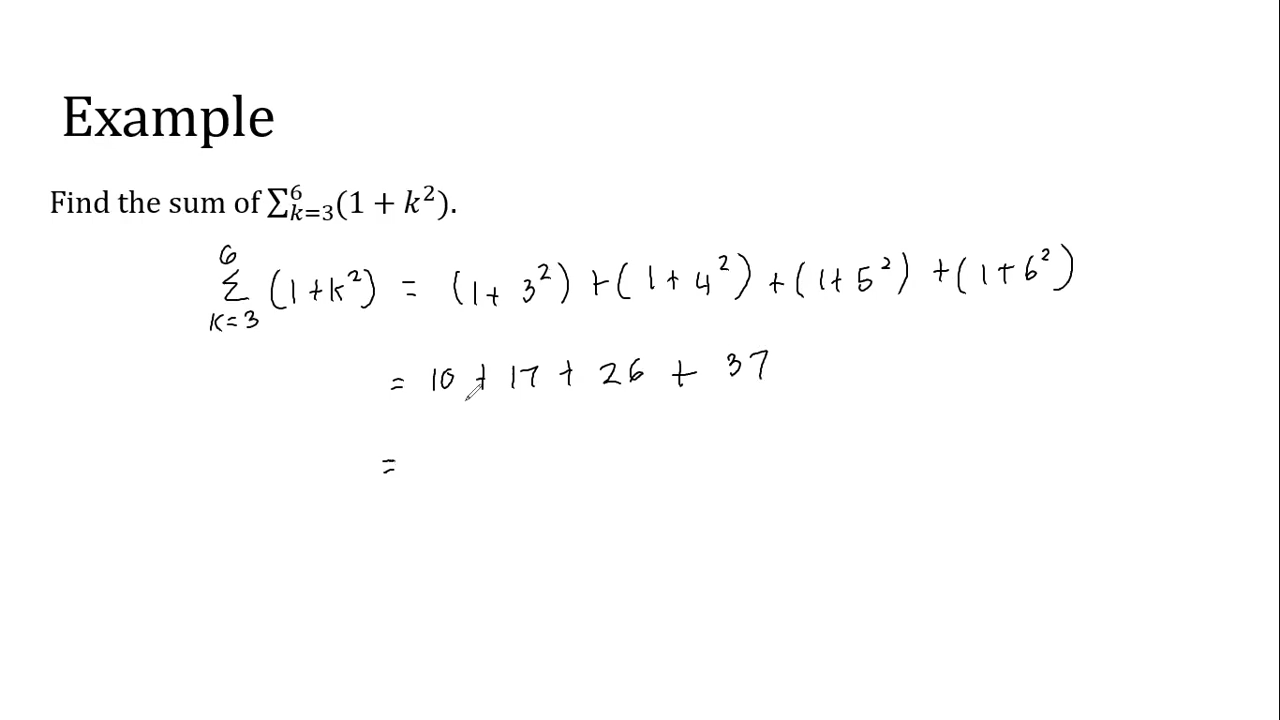 Example
Find the sum of ∑₍ₖ₌₃₎⁶(1 + k²).
∑₍ₖ₌₃₎⁶ (1+k²) = (1+3²)+(1+4²)+(1+5²)+(1+6²)
= 10 + 17 + 26 + 37
=